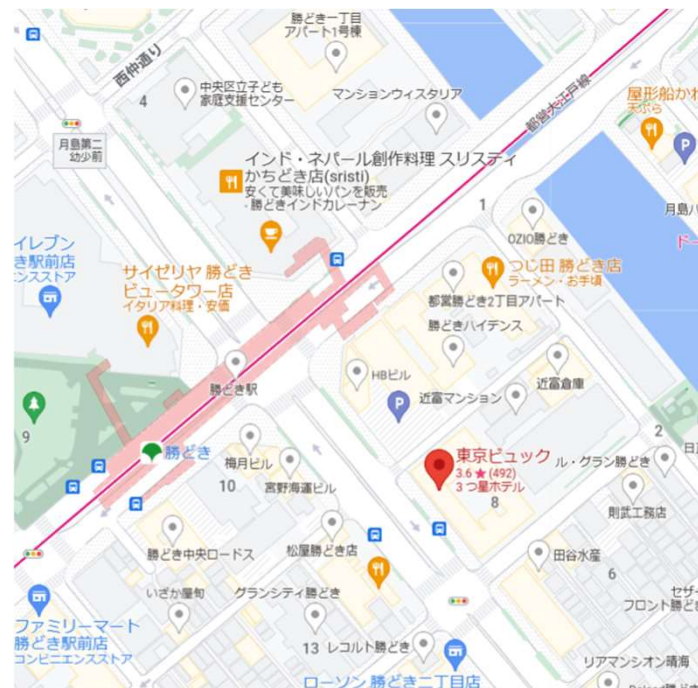 勝どき一丁目
アパート1号棟
西仲通り
4
中央区立子ども
家庭支援センター
マンションウィスタリア
都営大江戸線
屋形船かわ
天ぷら
P
月島第二
幼少前
インド・ネパール創作料理 スリスティ
かちどき店(sristi)
安くて美味しいパンを販売
・勝どきインドカレーナン
月島パ
1
OZIO勝どき
ドー
イレブン
き駅前店
ンスストア
サイゼリヤ 勝どき
ビュータワー店
イタリア料理・安価
つじ田 勝どき店
ラーメン・お手頃
都営勝どき2丁目アパート
勝どきハイデンス
勝どき駅
HBビル
P
近富マンション
近富倉庫
9
勝どき
2
梅月ビル
宮野海運ビル
10
東京ビュック
3.6 ★ (492)
3 つ星ホテル
8
ル・グラン勝どき
日
則武工務店
勝どき中央ロードス
松屋勝どき店
田谷水産
6
いざか屋旬
グランシティ勝どき
セザー
フロント勝どき
ファミリーマート
勝どき駅前店
コンビニエンスストア
13
レコルト勝どき
リアマンション晴海
ローソン 勝どき二丁目店